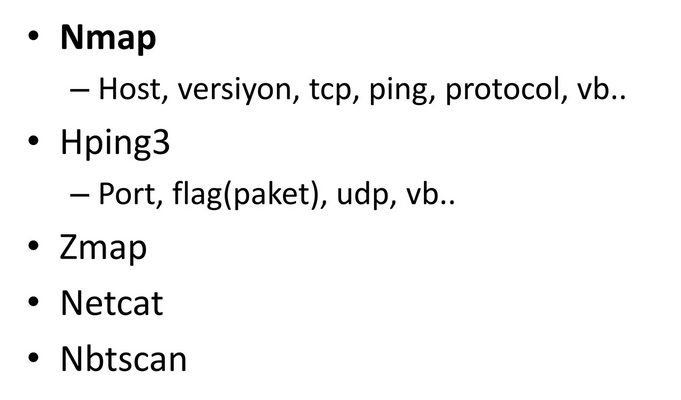 • Nmap
– Host, versiyon, tcp, ping, protocol, vb..
• Hping3
– Port, flag(paket), udp, vb..
• Zmap
• Netcat
• Nbtscan